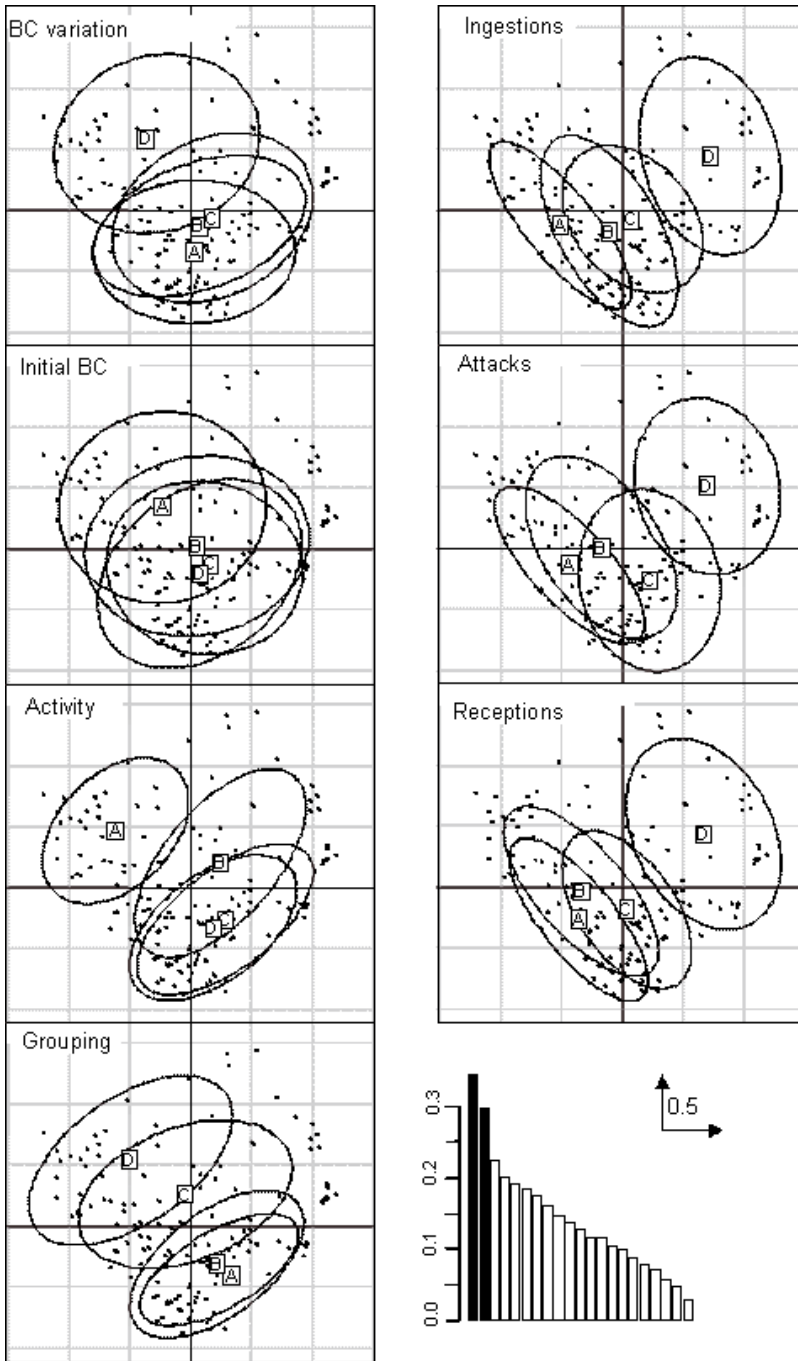 BC variation
D
C
B
A
Ingestions
D
A
B
C
Initial BC
A
B
C
D
Attacks
D
B
A
C
Activity
A
B
C
D
Receptions
D
B
A
C
Grouping
D
C
B
A
0.3
0.2
0.1
0.0
0.5